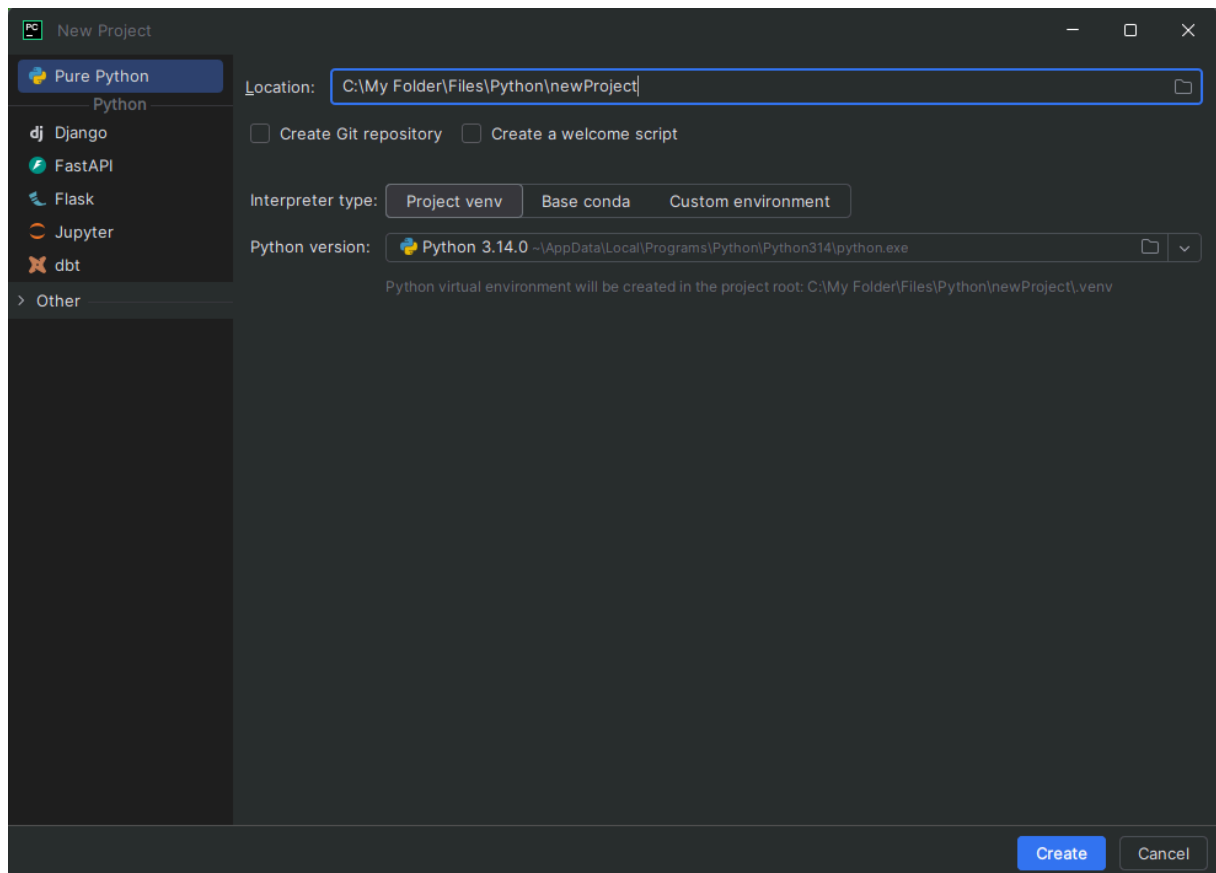 PC
New Project
Pure Python
Python
dj Django
FastAPI
Flask
Jupyter
dbt
Other
Location: C:\My Folder\Files\Python\newProject
Create Git repository Create a welcome script
Interpreter type: Project venv Base conda Custom environment
Python version: Python 3.14.0 ~\AppData\Local\Programs\Python\Python314\python.exe
Python virtual environment will be created in the project root: C:\My Folder\Files\Python\newProject\.venv
Create Cancel